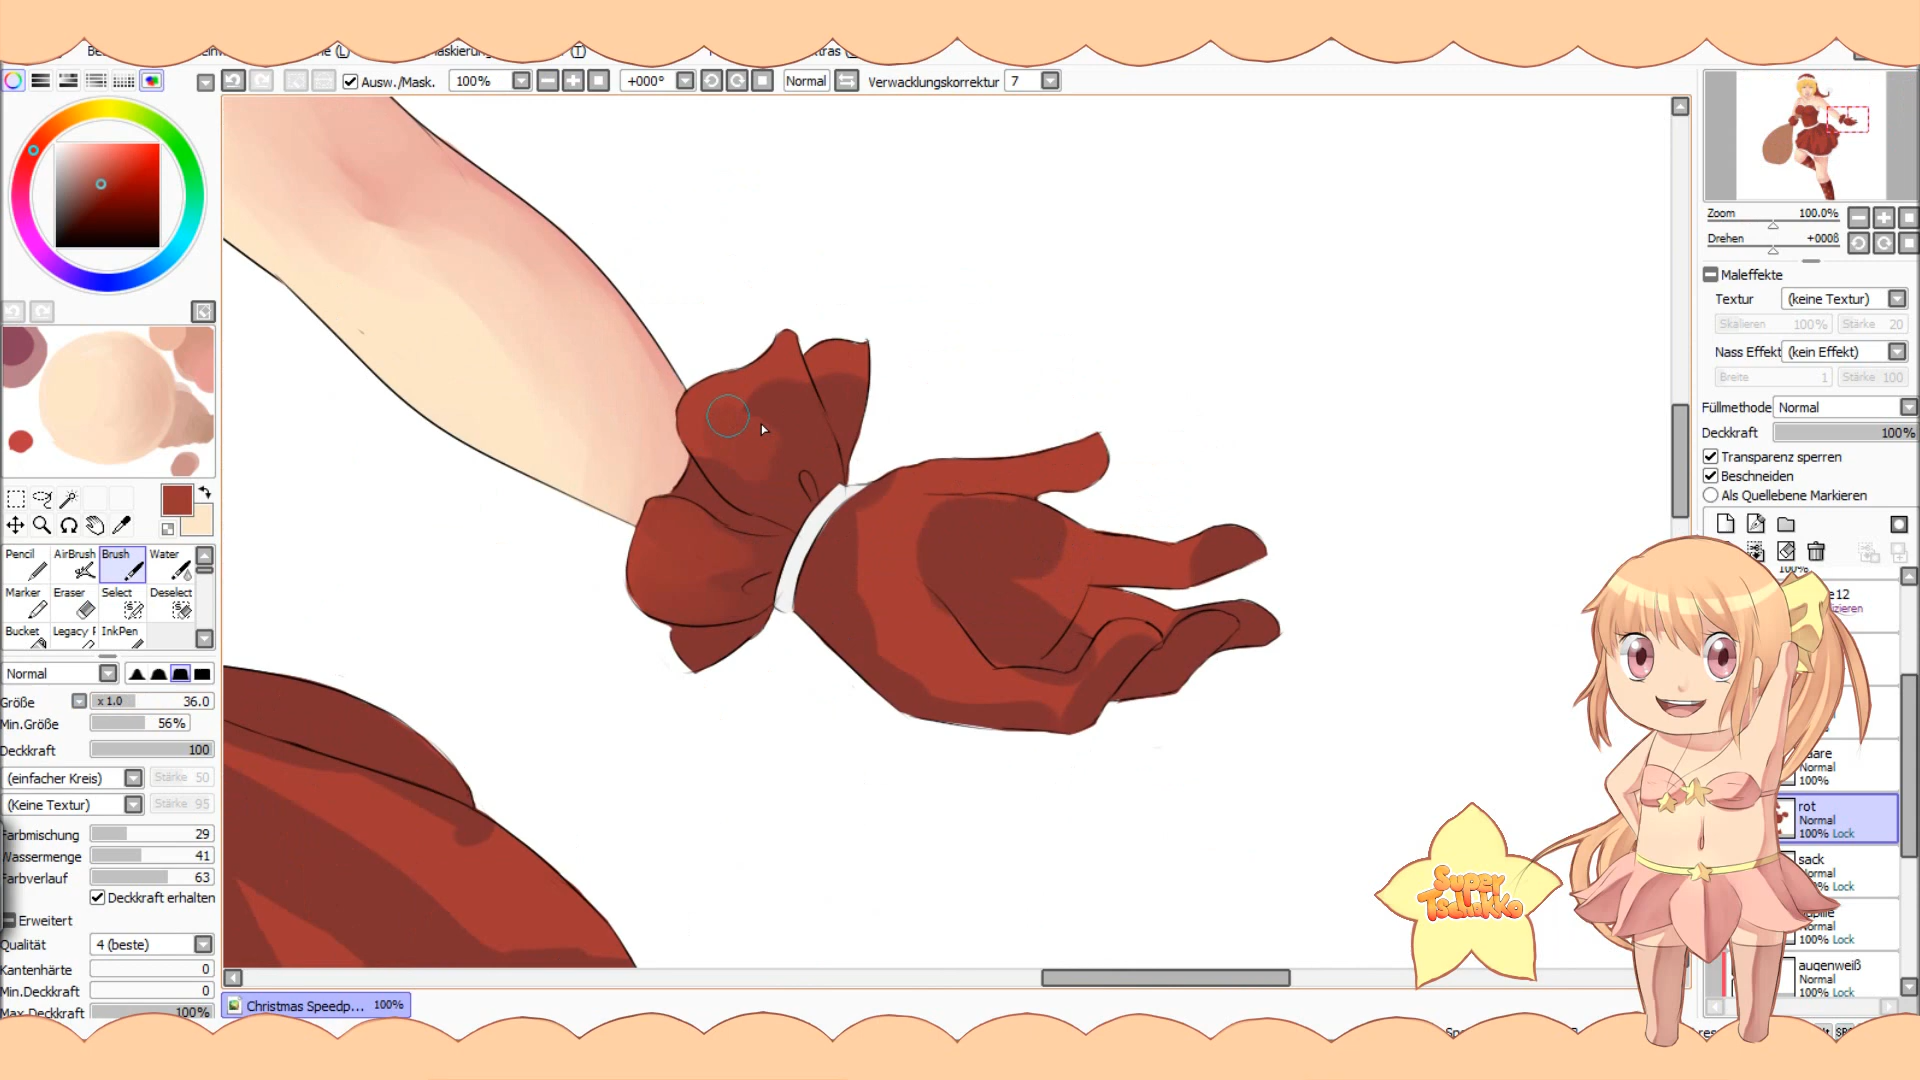 Ausw./Mask.
100%
+000°
Normal
Verwacklungskorrektur
7
Zoom
100.0%
Drehen
+000ß
Maleffekte
Textur
(keine Textur)
Skalieren
100%
Stärke
20
Nass Effekt
(kein Effekt)
Breite
1
Stärke
100
Füllmethode
Normal
Deckkraft
100%
Transparenz sperren
Beschneiden
Als Quellebene Markieren
Pencil
AirBrush
Brush
Water
Marker
Eraser
Select
Deselect
Bucket
Legacy
InkPen
Normal
Größe
x 1.0
36.0
Min.Größe
56%
Deckkraft
100
(einfacher Kreis)
Stärke
50
(Keine Textur)
Stärke
95
Farbmischung
29
Wassermenge
41
Farbverlauf
63
Deckkraft erhalten
Erweitert
Qualität
4 (beste)
Kantenhärte
0
Min.Deckkraft
0
Max.Deckkraft
100%
Christmas Speedp...
100%
Super
Tschakko
Normal
100%
rot
Normal
100% Lock
sack
100% Lock
100% Lock
augenweiß
Normal
100% Lock